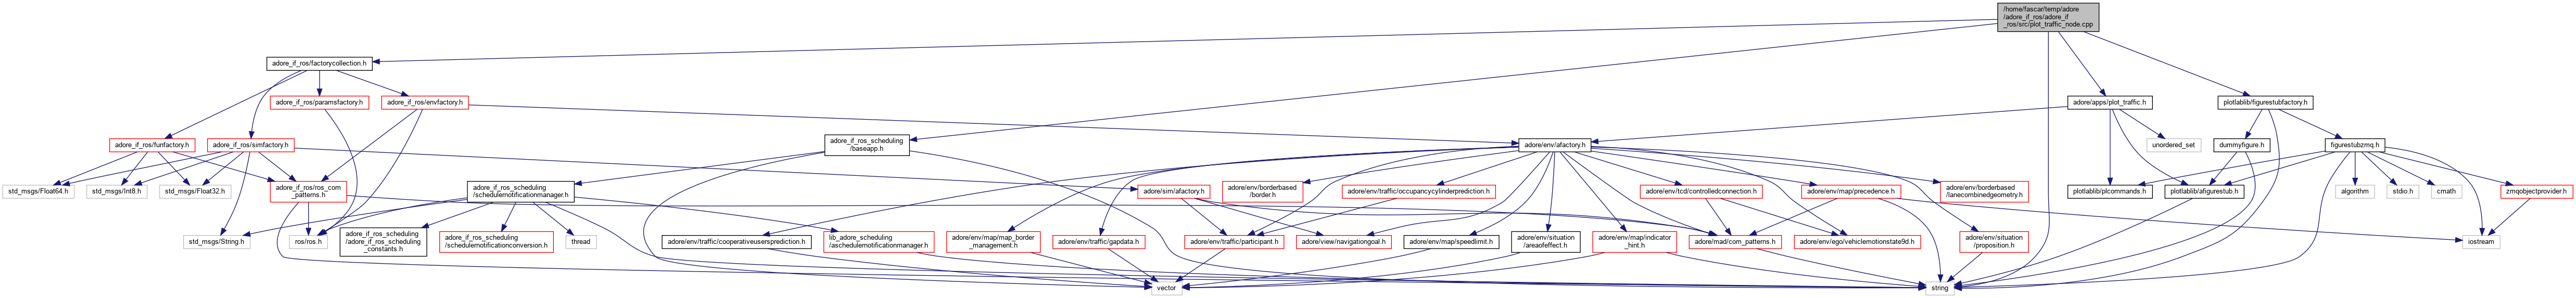 /home/fascar/temp/adore
/adore_if_ros/adore_if
_ros/src/plot_traffic_node.cpp
adore_if_ros/factorycollection.h
adore_if_ros/paramsfactory.h
adore_if_ros/envfactory.h
adore/apps/plot_traffic.h
plotlablib/figurestubfactory.h
adore_if_ros/funfactory.h
adore_if_ros/simfactory.h
adore_if_ros_scheduling
/baseapp.h
adore/env/afactory.h
unordered_set
dummyfigure.h
figurestubzmq.h
std_msgs/Float64.h
std_msgs/Int8.h
std_msgs/Float32.h
adore_if_ros/ros_com
_patterns.h
adore_if_ros_scheduling
/schedulenotificationmanager.h
adore/sim/afactory.h
adore/env/borderbased
/border.h
adore/env/traffic/occupancycylinderprediction.h
adore/env/tcd/controlledconnection.h
adore/env/map/precedence.h
adore/env/borderbased
/lanecombinedgeometry.h
plotlablib/plcommands.h
plotlablib/afigurestub.h
algorithm
stdio.h
cmath
zmqobjectprovider.h
std_msgs/String.h
ros/ros.h
adore_if_ros_scheduling
/adore_if_ros_scheduling
_constants.h
adore_if_ros_scheduling
/schedulenotificationconversion.h
thread
adore/env/traffic/cooperativeusersprediction.h
lib_adore_scheduling
/aschedulenotificationmanager.h
adore/env/map/map_border
_management.h
adore/env/traffic/gapdata.h
adore/env/traffic/participant.h
adore/view/navigationgoal.h
adore/env/map/speedlimit.h
adore/env/situation
/areaofeffect.h
adore/env/map/indicator
_hint.h
adore/mad/com_patterns.h
adore/env/ego/vehiclemotionstate9d.h
adore/env/situation
/proposition.h
iostream
vector
string